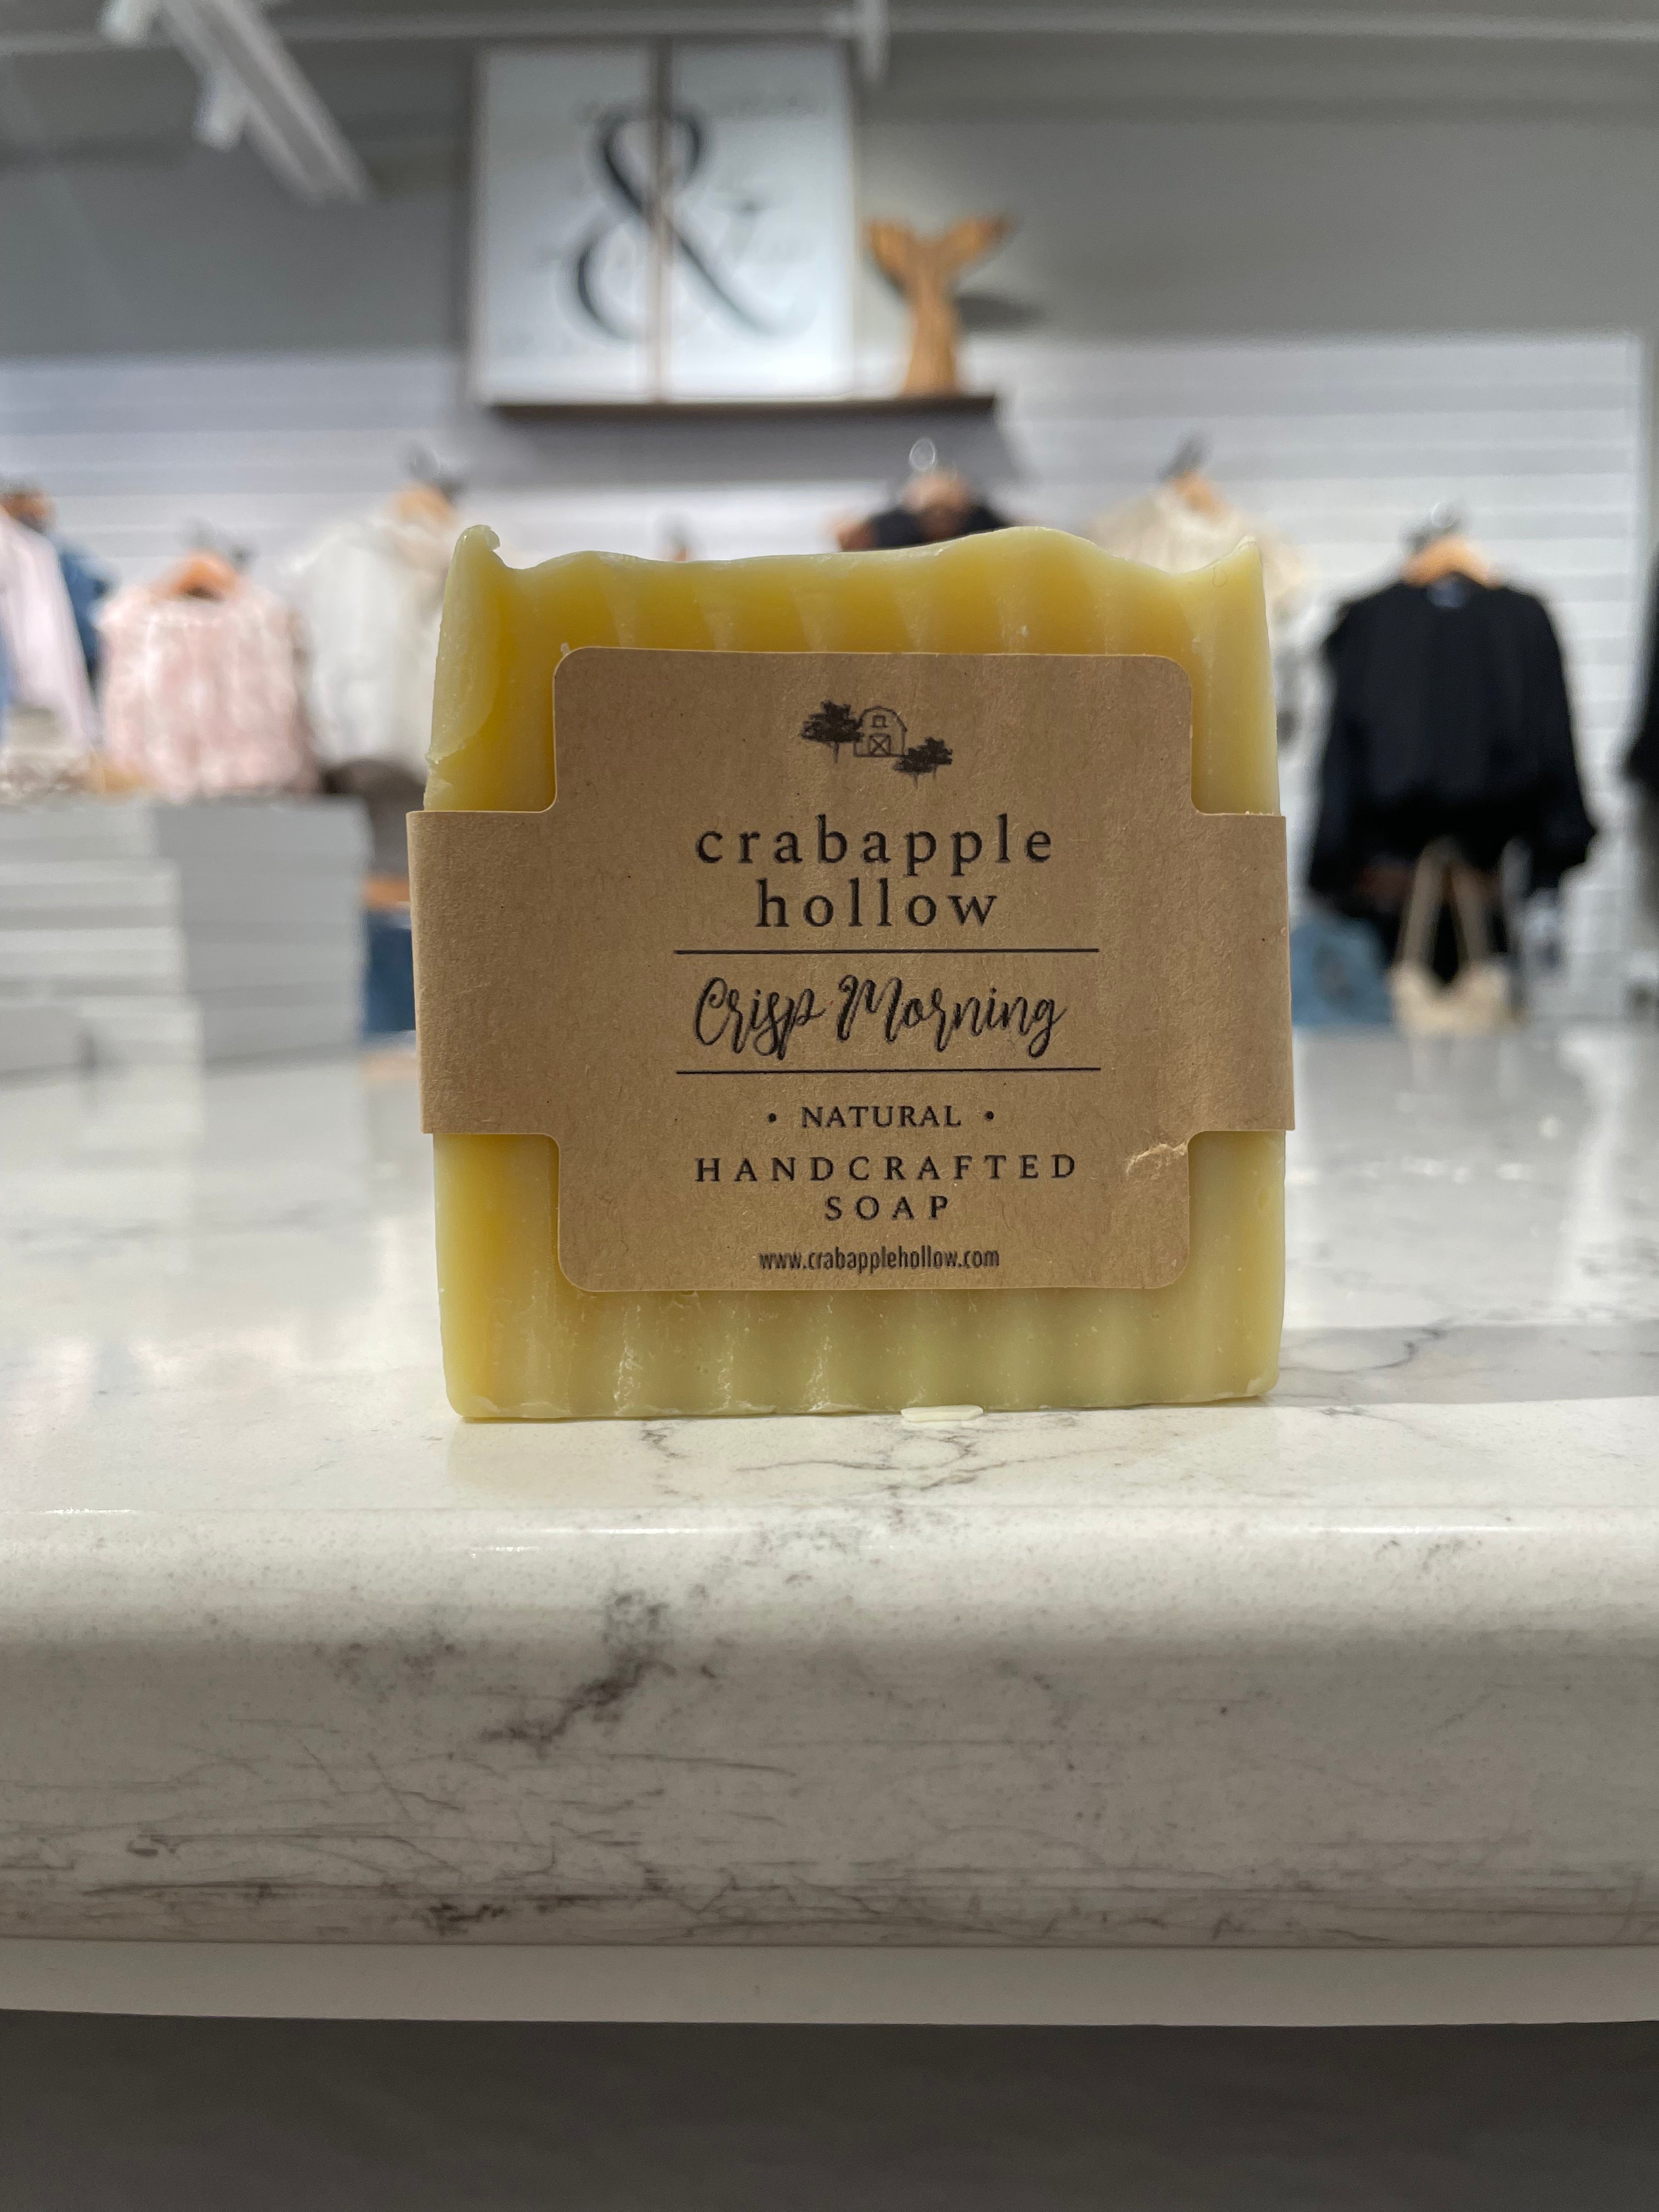 &
crabapple
hollow
Crisp Morning
• NATURAL •
HANDCRAFTED
SOAP
www.crabapplehollow.com